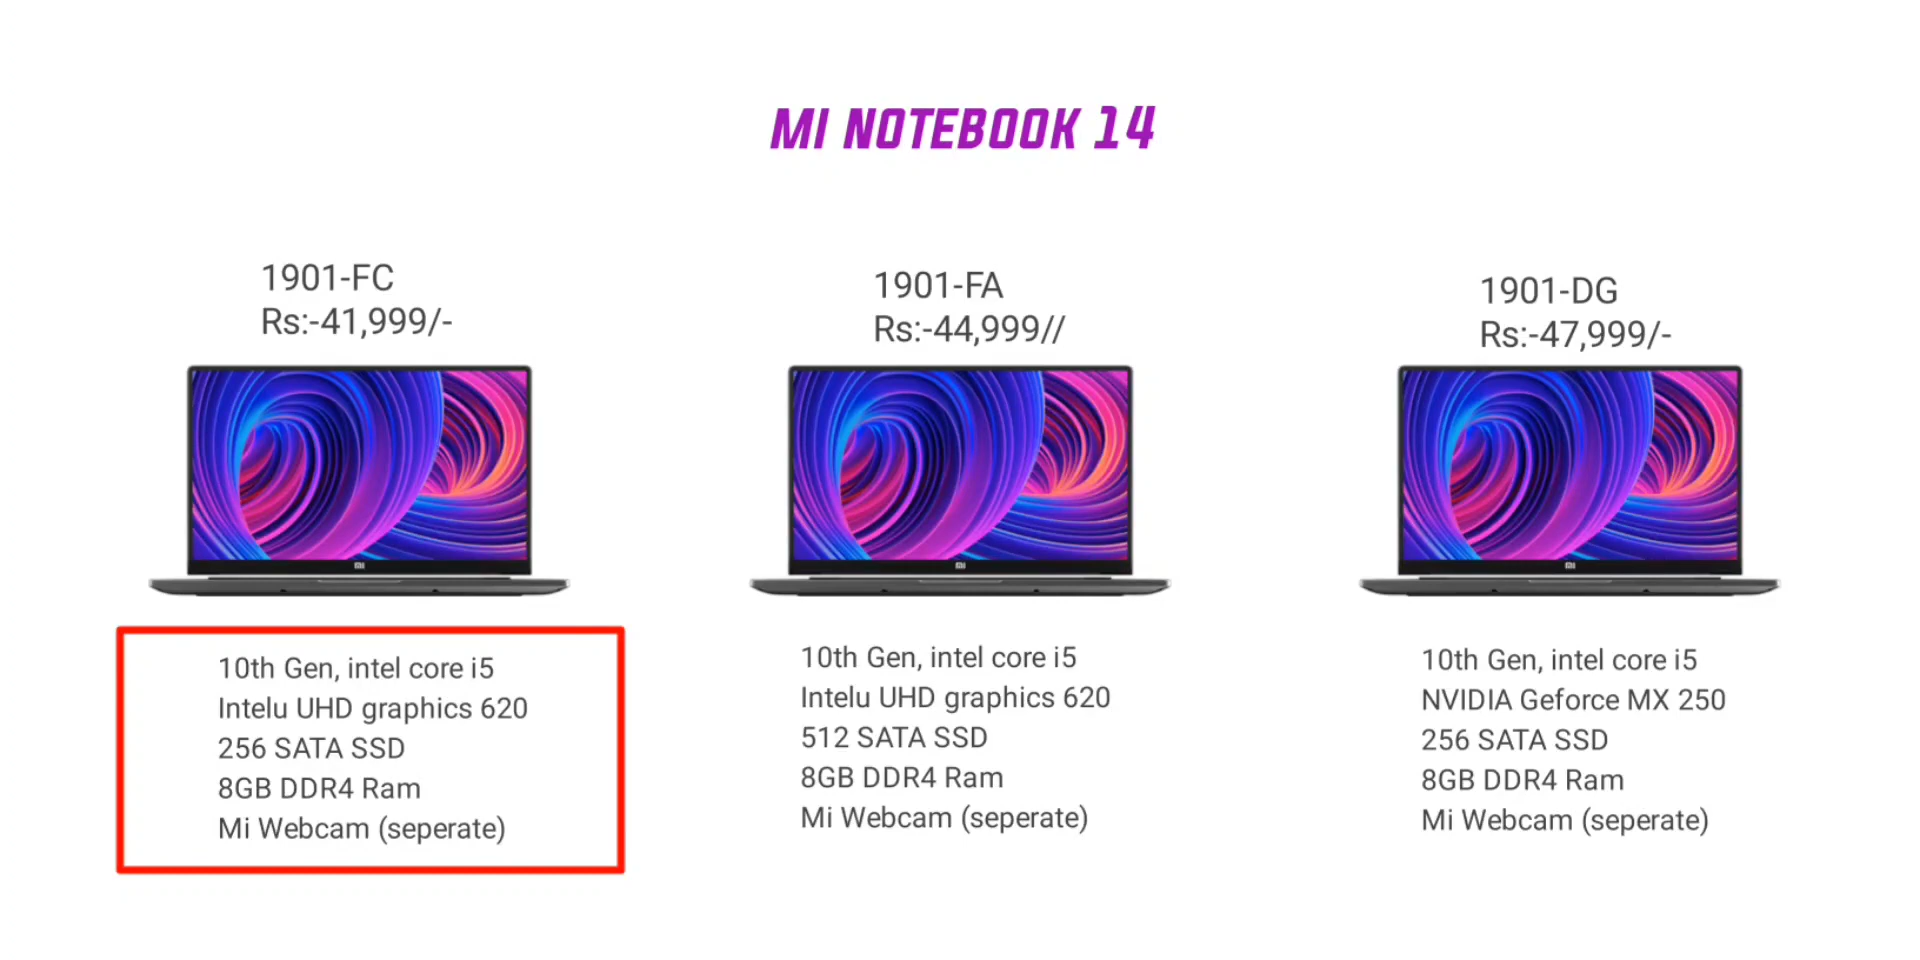 MI NOTEBOOK 14
1901-FC
Rs:-41,999/-
10th Gen, intel core i5
Intelu UHD graphics 620
256 SATA SSD
8GB DDR4 Ram
Mi Webcam (seperate)
1901-FA
Rs:-44,999//
10th Gen, intel core i5
Intelu UHD graphics 620
512 SATA SSD
8GB DDR4 Ram
Mi Webcam (seperate)
1901-DG
Rs:-47,999/-
10th Gen, intel core i5
NVIDIA Geforce MX 250
256 SATA SSD
8GB DDR4 Ram
Mi Webcam (seperate)